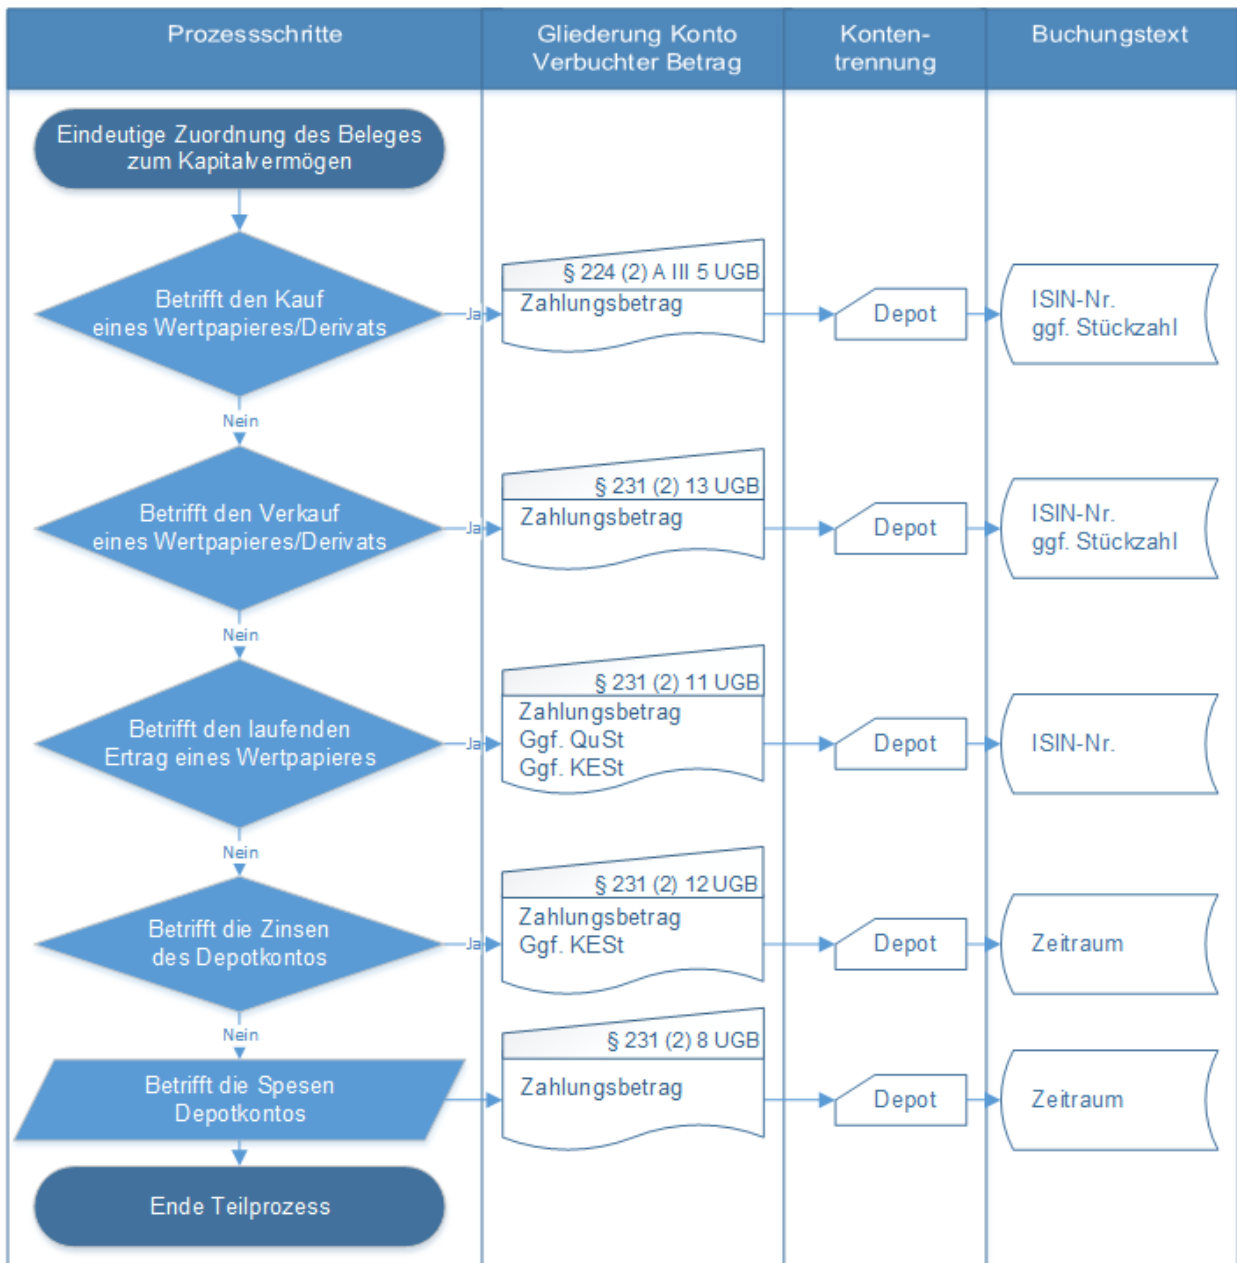 Prozessschritte
Gliederung Konto
Verbuchter Betrag
Konten-
trennung
Buchungstext
Eindeutige Zuordnung des Beleges
zum Kapitalvermögen
Betrifft den Kauf
eines Wertpapieres/Derivats
Ja
§ 224 (2) A III 5 UGB
Zahlungsbetrag
Depot
ISIN-Nr.
ggf. Stückzahl
Nein
Betrifft den Verkauf
eines Wertpapieres/Derivats
Ja
§ 231 (2) 13 UGB
Zahlungsbetrag
Depot
ISIN-Nr.
ggf. Stückzahl
Nein
Betrifft den laufenden
Ertrag eines Wertpapieres
Ja
§ 231 (2) 11 UGB
Zahlungsbetrag
Ggf. QuSt
Ggf. KESt
Depot
ISIN-Nr.
Nein
Betrifft die Zinsen
des Depotkontos
Ja
§ 231 (2) 12 UGB
Zahlungsbetrag
Ggf. KESt
Depot
Zeitraum
Nein
Betrifft die Spesen
Depotkontos
§ 231 (2) 8 UGB
Zahlungsbetrag
Depot
Zeitraum
Ende Teilprozess